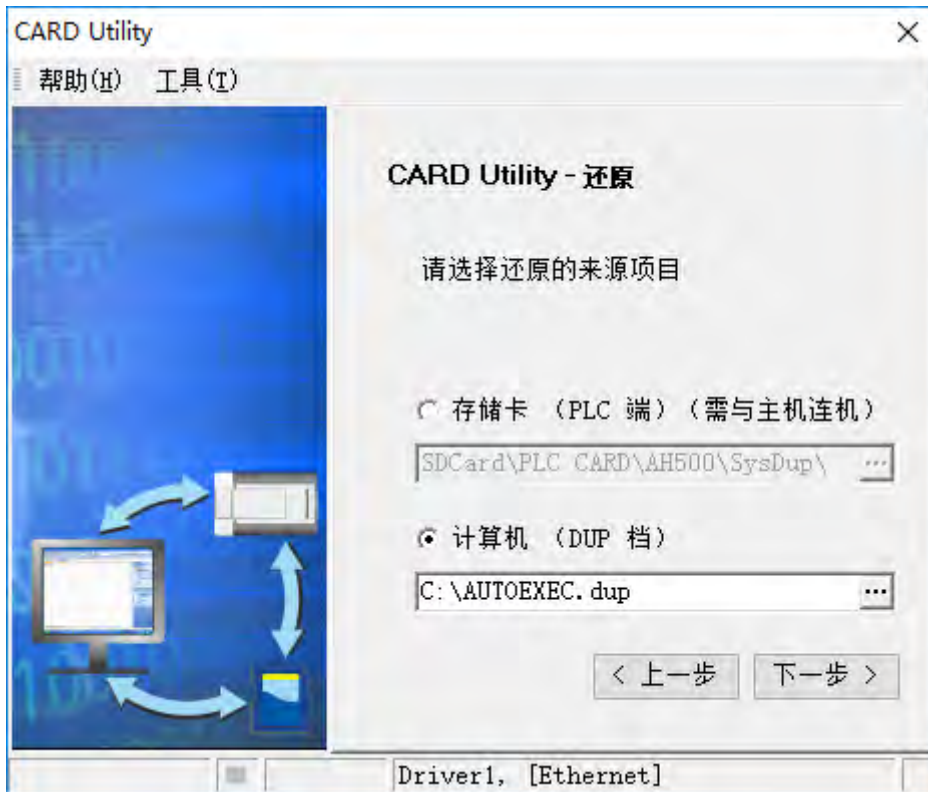 CARD Utility
帮助(H) 工具(T)
CARD Utility - 还原
请选择还原的来源项目
存储卡 （PLC 端）（需与主机连机）
SDCard\PLC CARD\AH500\SysDup\ ...
计算机 （DUP 档）
C:\AUTOEXEC.dup ...
< 上一步 下一步 >
Driver1, [Ethernet]